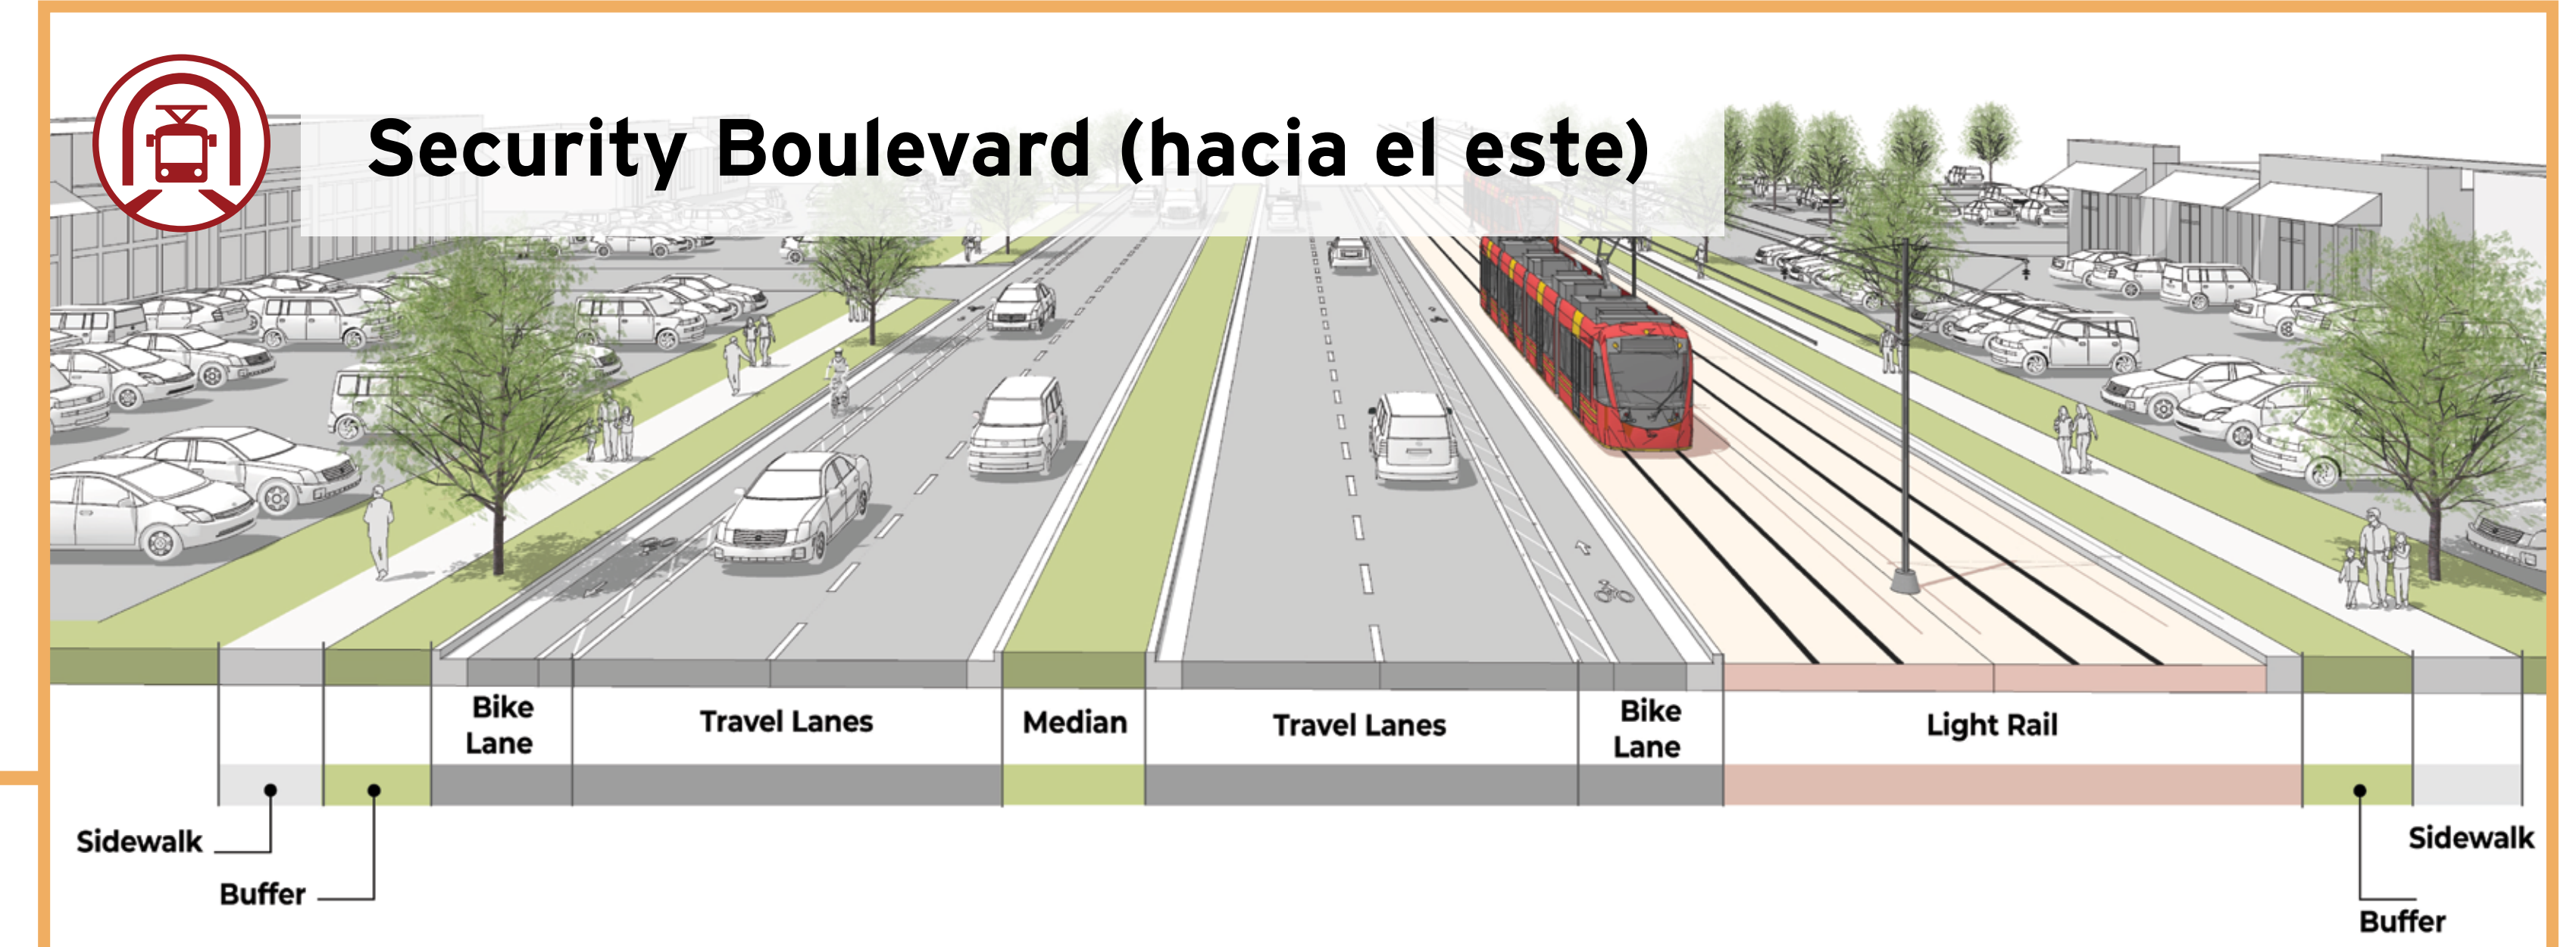 Security Boulevard (hacia el este)
Bike
Lane
Travel Lanes
Median
Travel Lanes
Bike
Lane
Light Rail
Sidewalk
Buffer
Sidewalk
Buffer